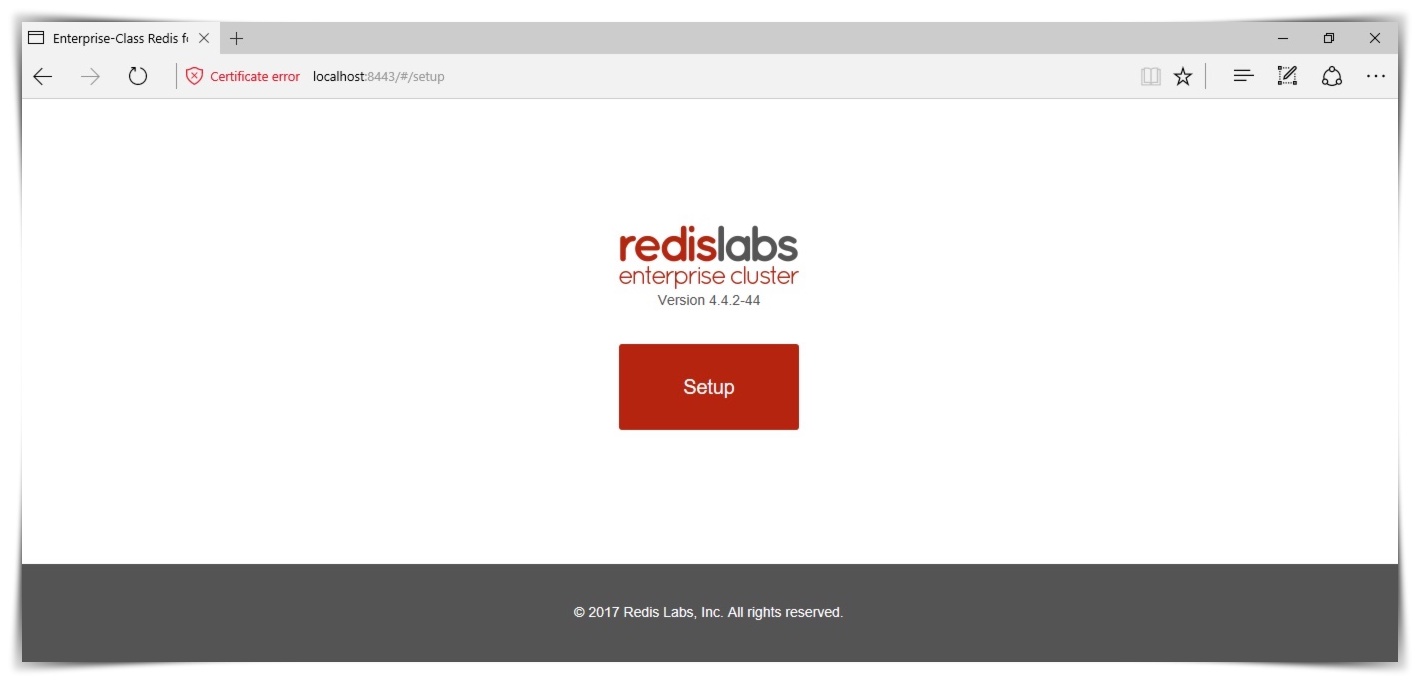 Enterprise-Class Redis fo
Certificate error localhost:8443/#/setup
redislabs
enterprise cluster
Version 4.4.2-44
Setup
© 2017 Redis Labs, Inc. All rights reserved.